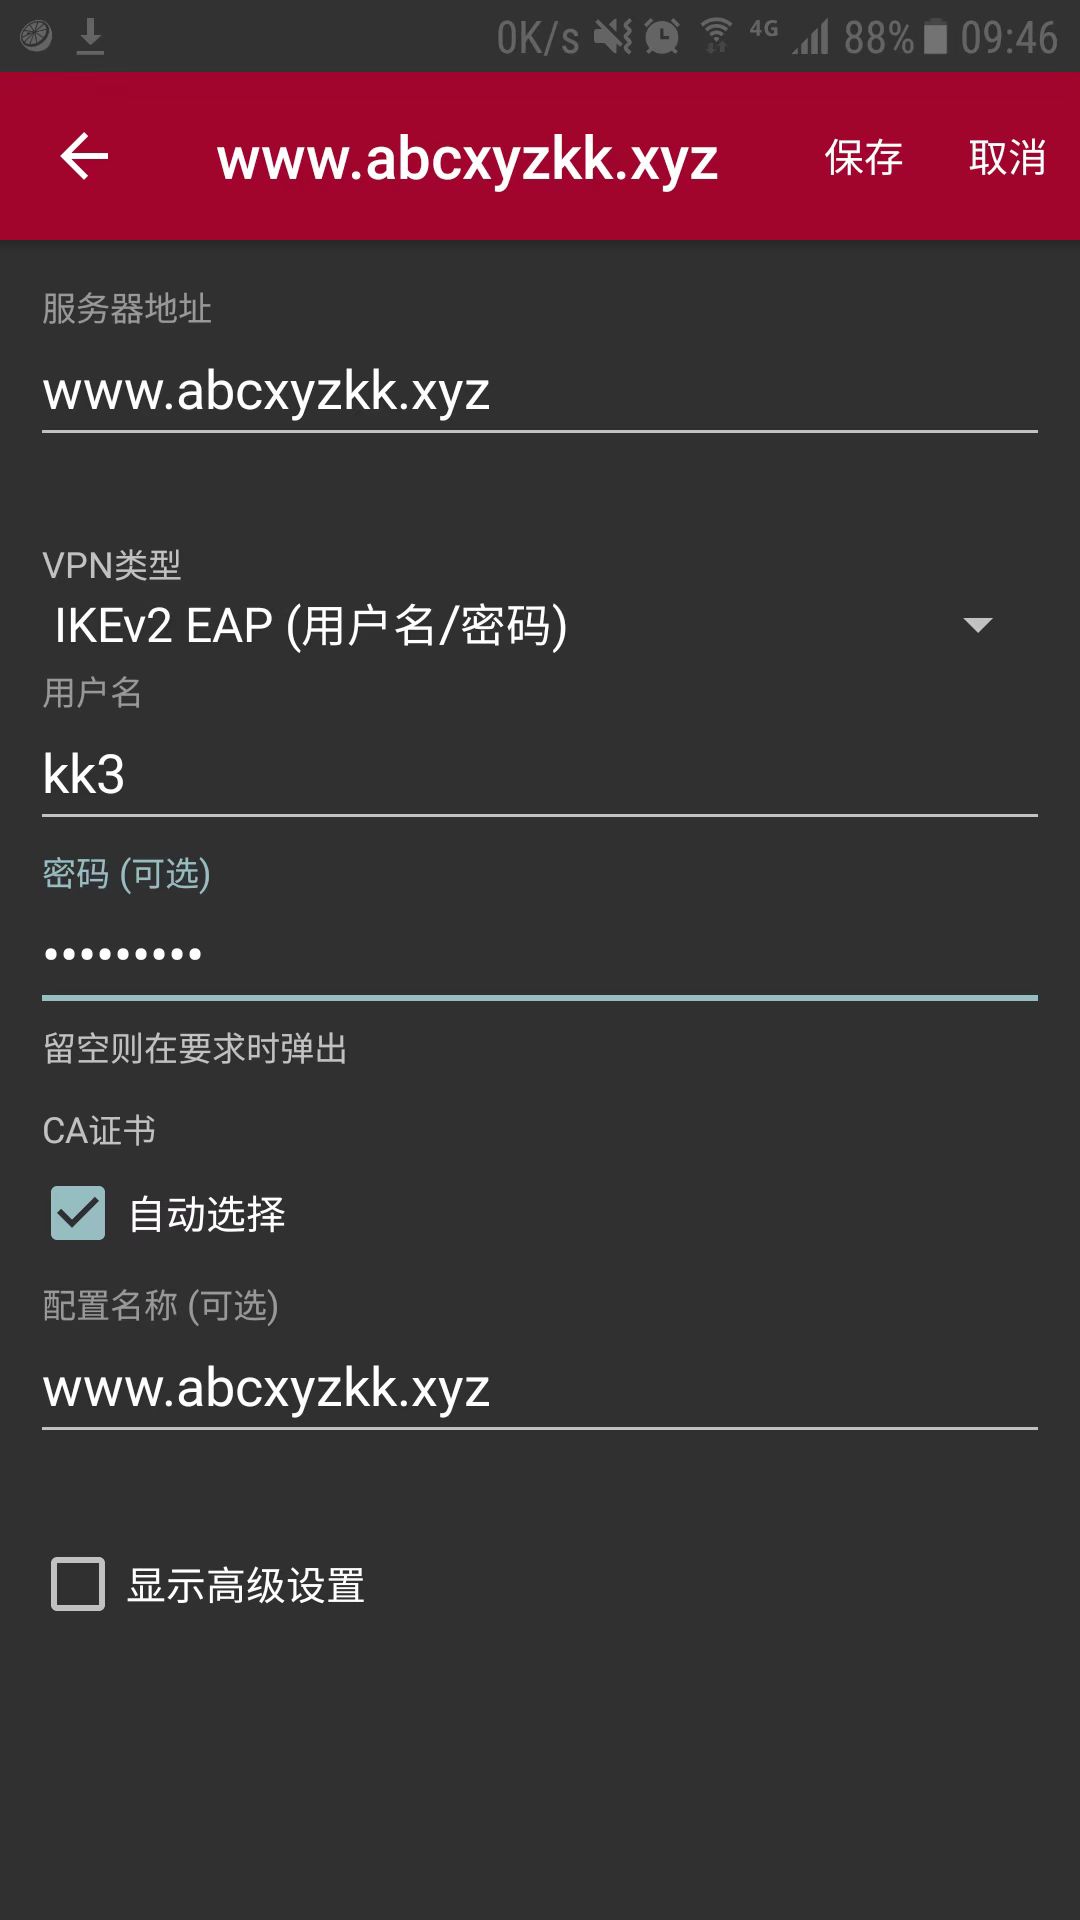 0K/s 4G 88% 09:46
www.abcxyzkk.xyz 保存 取消
服务器地址
www.abcxyzkk.xyz
VPN类型
IKEv2 EAP (用户名/密码)
用户名
kk3
密码 (可选)
•••••••••
留空则在要求时弹出
CA证书
自动选择
配置名称 (可选)
www.abcxyzkk.xyz
显示高级设置